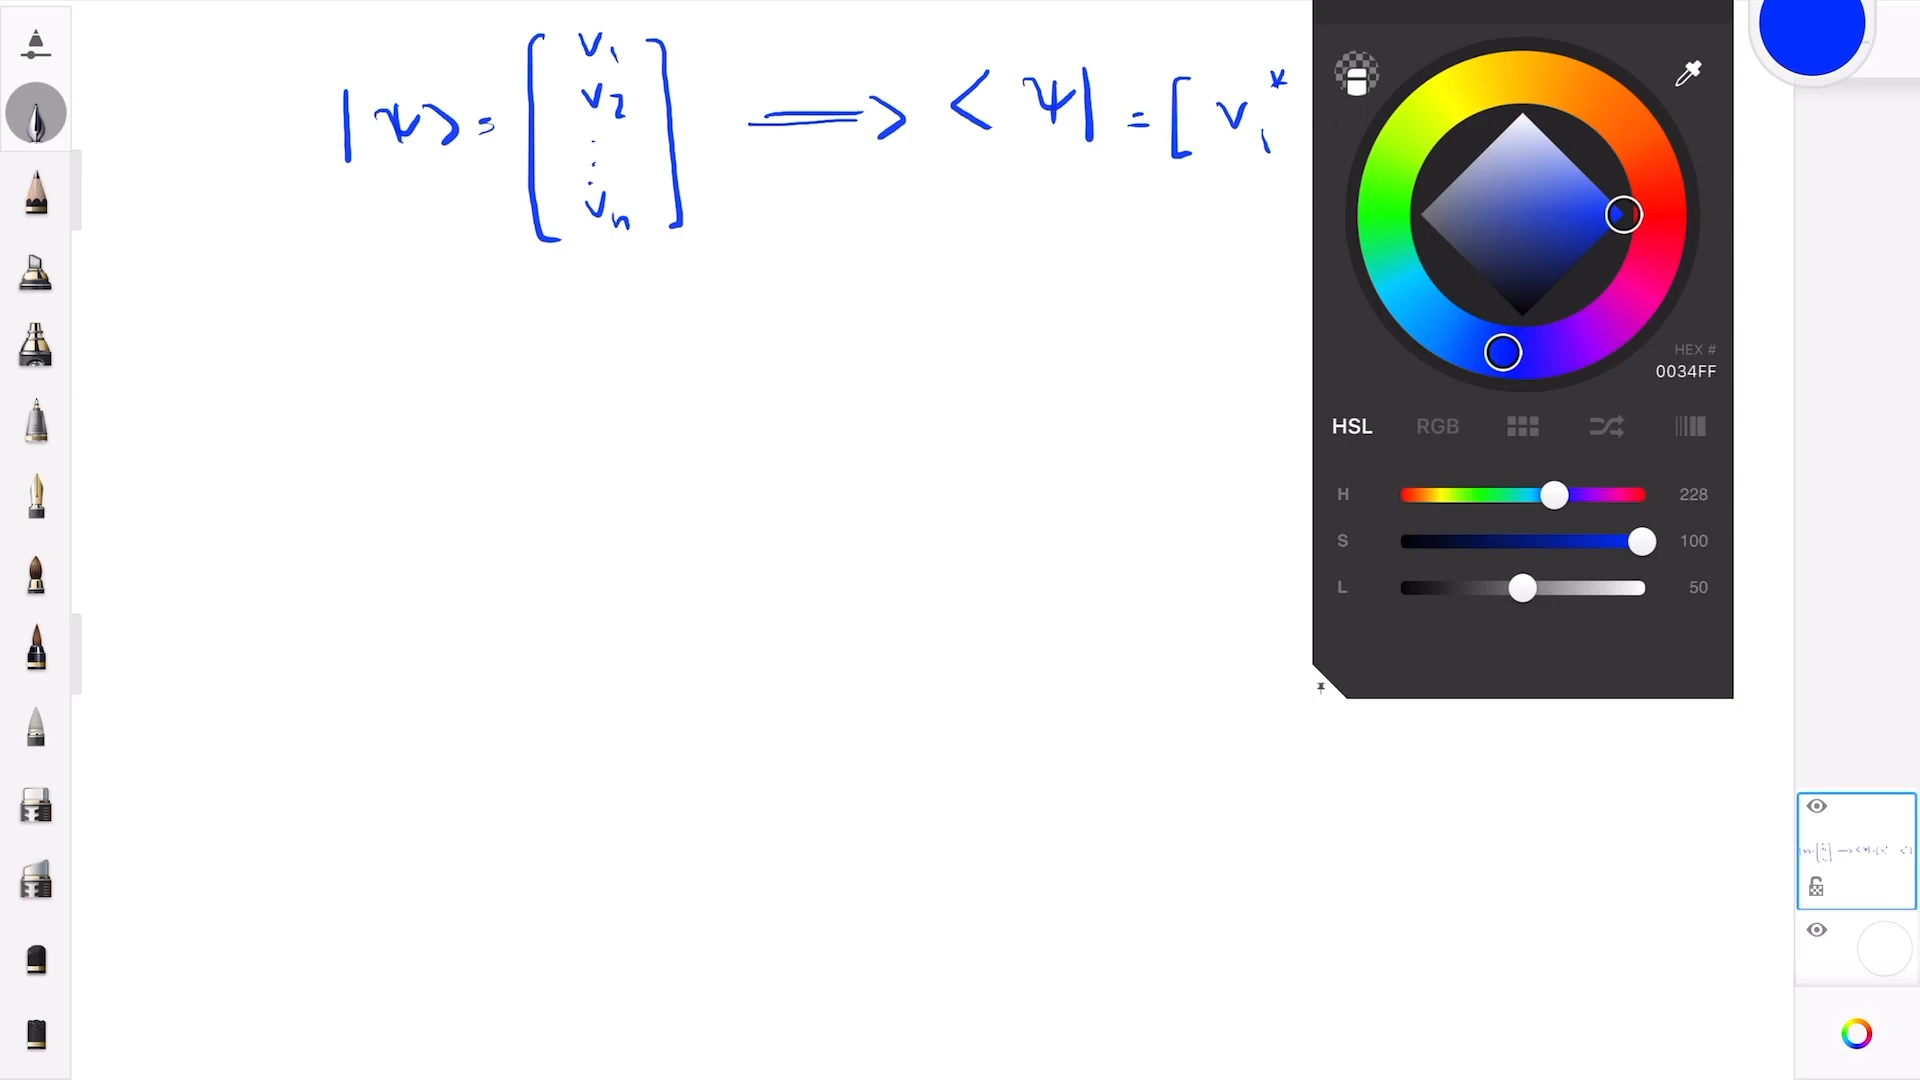 |ψ> = [ v1 v2 ⋮ vn ] ⟹ <ψ| = [ v1*
HEX #
0034FF
HSL RGB
H 228
S 100
L 50